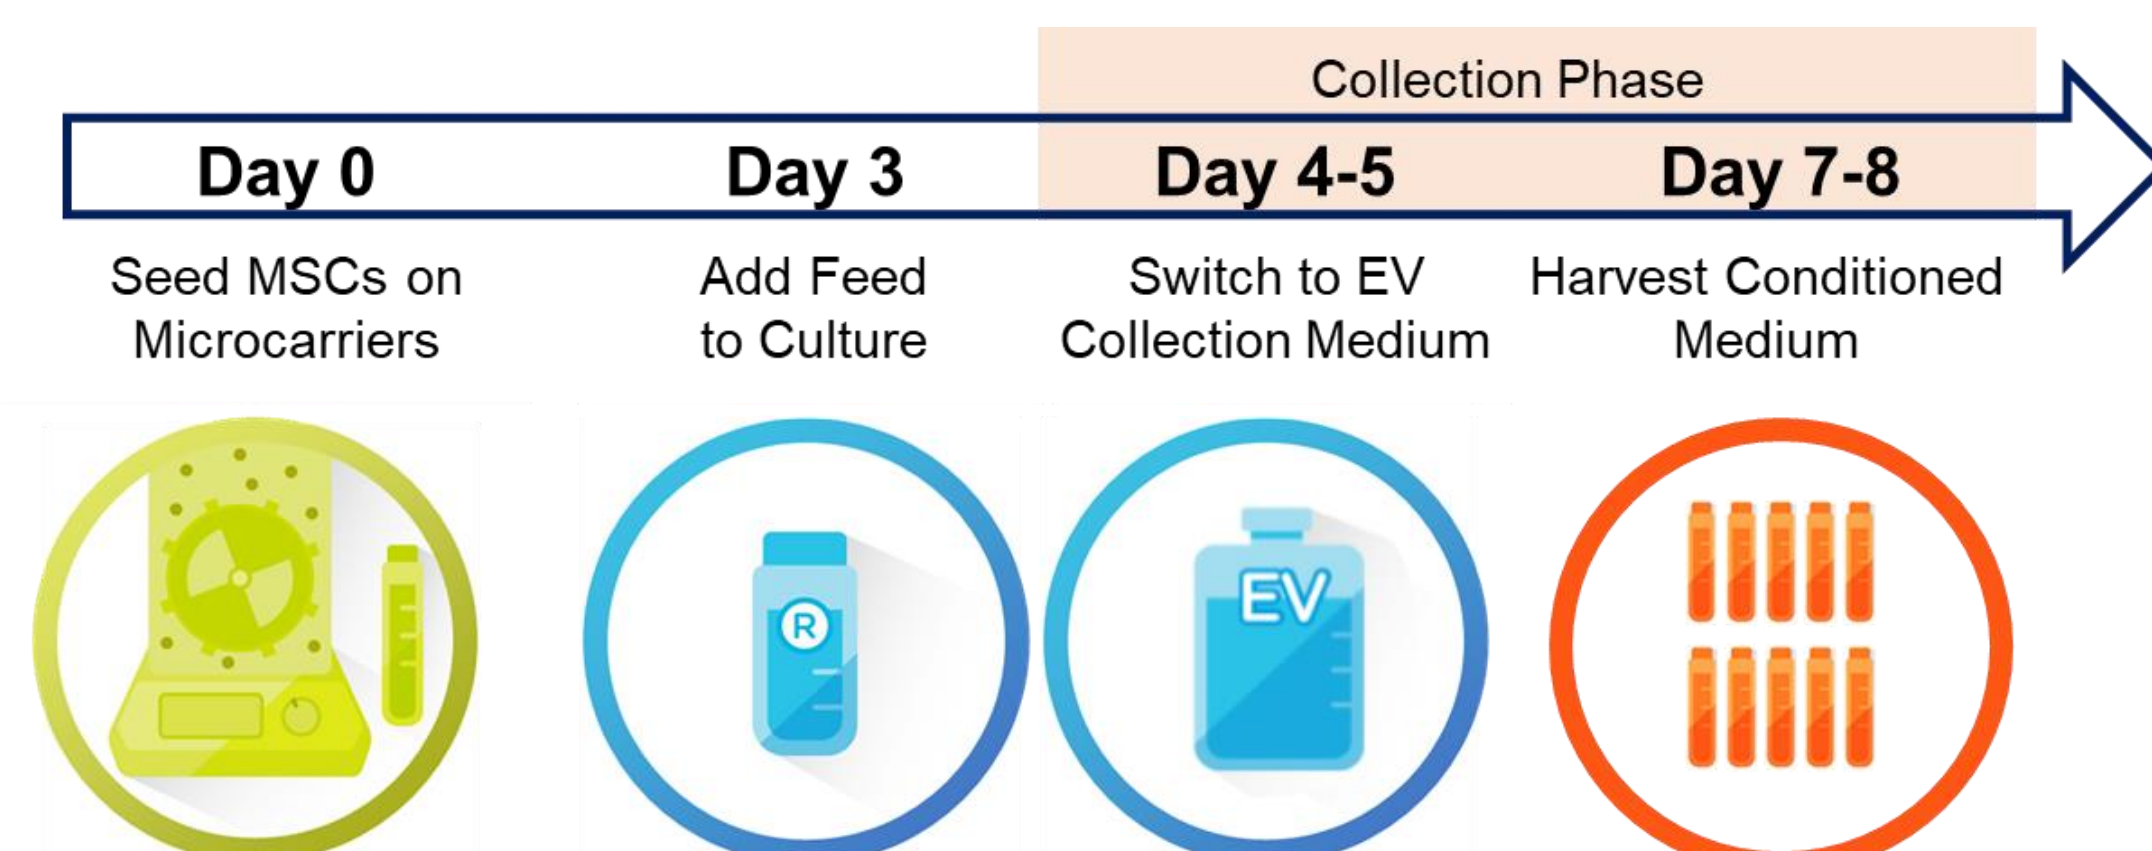 Collection Phase
Day 0
Day 3
Day 4-5
Day 7-8
Seed MSCs on
Microcarriers
Add Feed
to Culture
Switch to EV
Collection Medium
Harvest Conditioned
Medium
R
EV